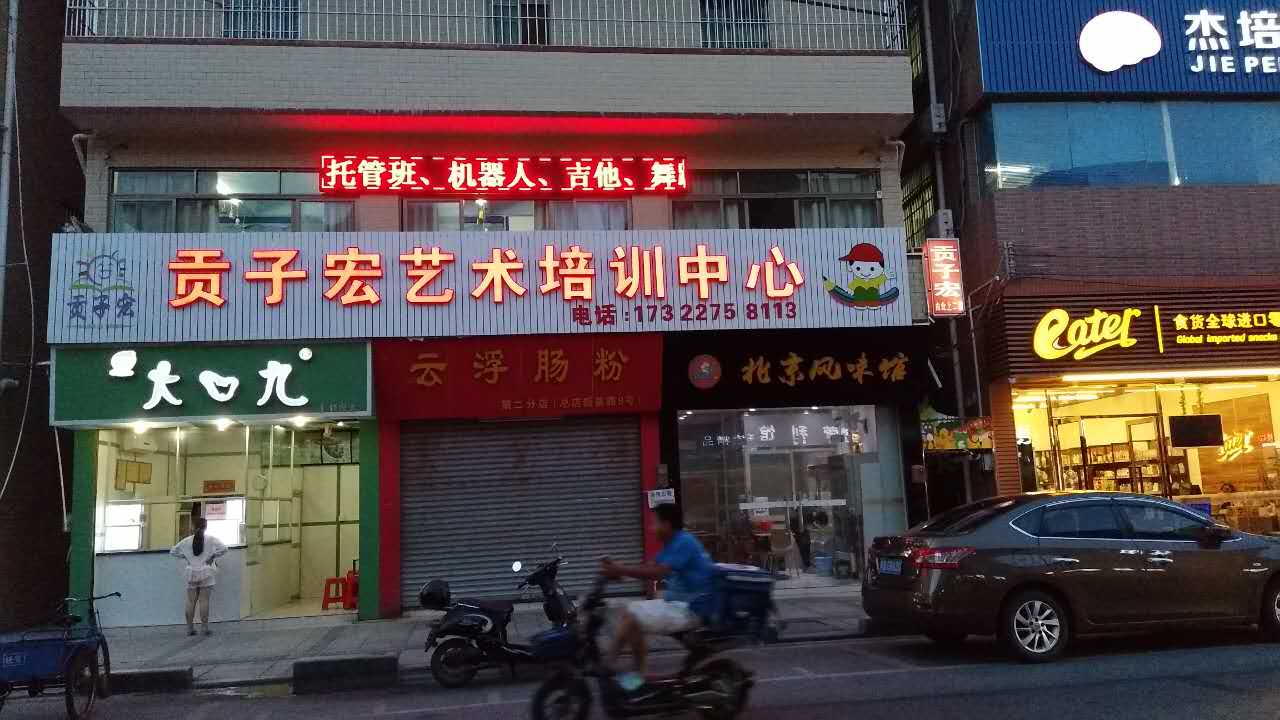 杰培
JIE PE
托管班、机器人、吉他、舞
贡子宏艺术培训中心
电话：173 2275 8113
贡子宏
贡子宏
eater
食货全球进口零
Global imported snacks
大口九
云浮肠粉
北京风味馆